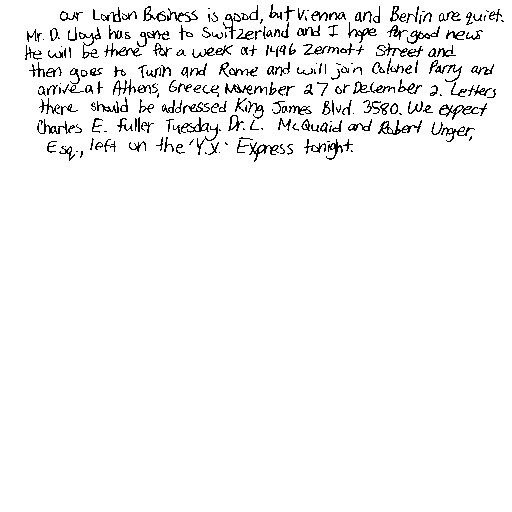 Our London Business is good, but Vienna and Berlin are quiet.
Mr. D. Lloyd has gone to Switzerland and I hope for good news
He will be there for a week at 1496 Zermott Street and
then goes to Turin and Rome and will join Colonel Parry and
arrive at Athens, Greece, November 27 or December 2. Letters
there should be addressed King James Blvd. 3580. We expect
Charles E. fuller Tuesday. Dr. L. McQuaid and Robert Unger,
Esq., left on the 'Y.X.' Express tonight.